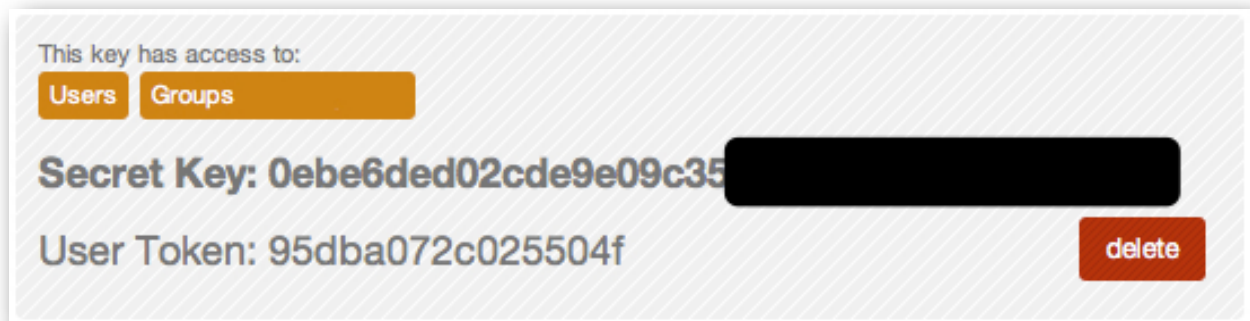 This key has access to:
Users Groups
Secret Key: 0ebe6ded02cde9e09c35
User Token: 95dba072c025504f
delete